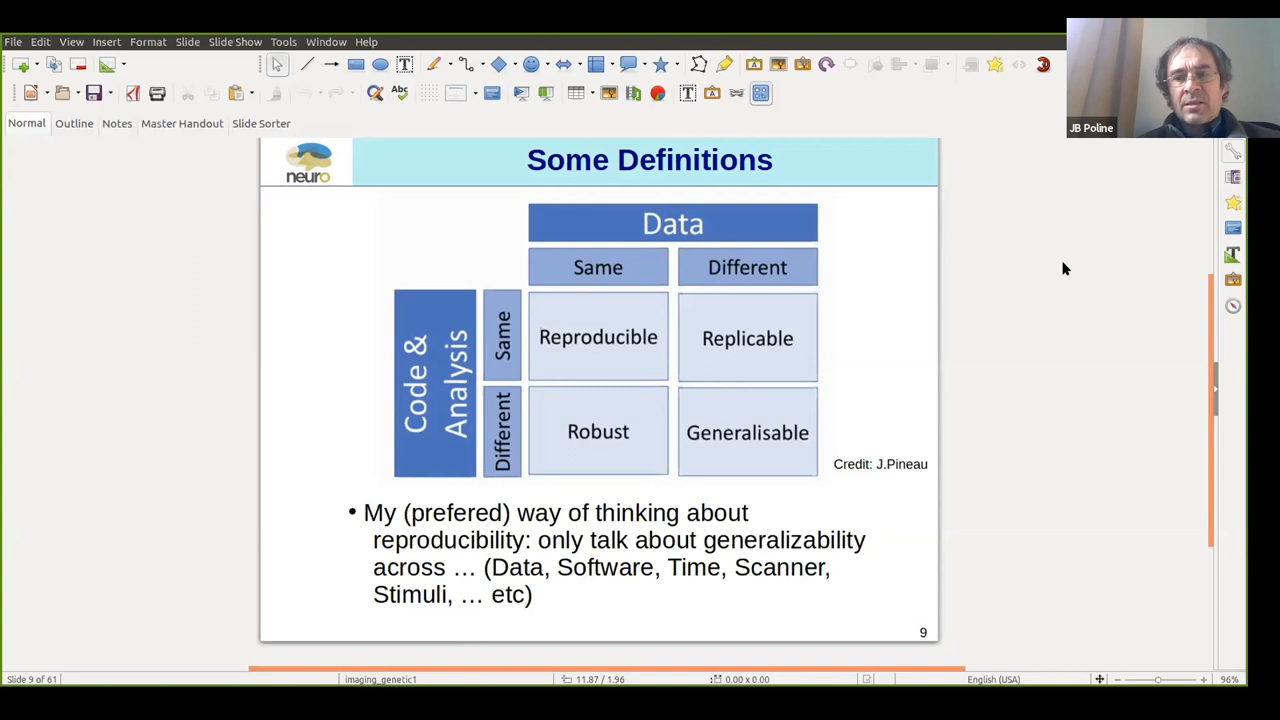 File Edit View Insert Format Slide Slide Show Tools Window Help
JB Poline
Normal Outline Notes Master Handout Slide Sorter
neuro
Some Definitions
Data
Same Different
Code &
Analysis
Same
Reproducible Replicable
Different
Robust Generalisable
Credit: J.Pineau
• My (prefered) way of thinking about
reproducibility: only talk about generalizability
across … (Data, Software, Time, Scanner,
Stimuli, … etc)
9
Slide 9 of 61 imaging_genetic1 11.87 / 1.96 0.00 x 0.00 English (USA) 96%